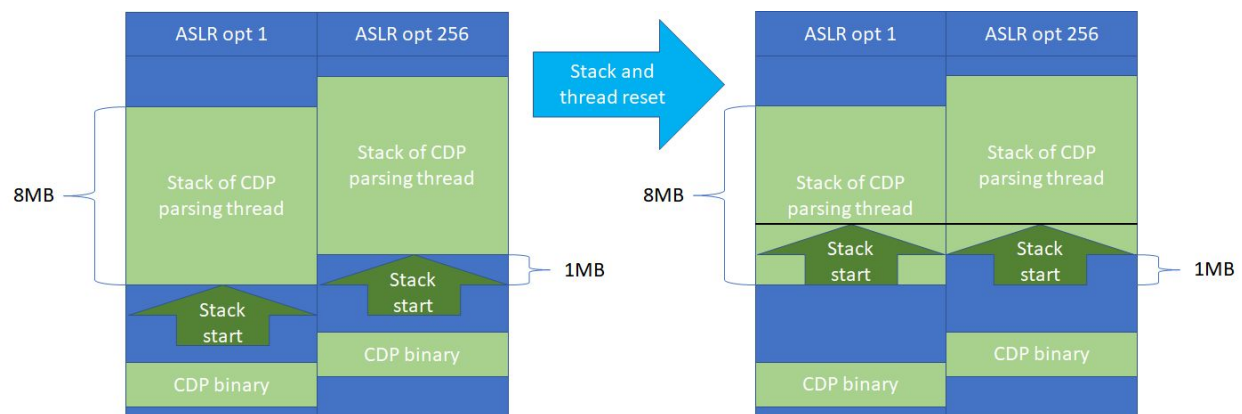 ASLR opt 1
ASLR opt 256
Stack of CDP
parsing thread
Stack of CDP
parsing thread
8MB
Stack
start
Stack
start
1MB
CDP binary
CDP binary
Stack and
thread reset
ASLR opt 1
ASLR opt 256
Stack of CDP
parsing thread
Stack of CDP
parsing thread
8MB
Stack
start
Stack
start
1MB
CDP binary
CDP binary